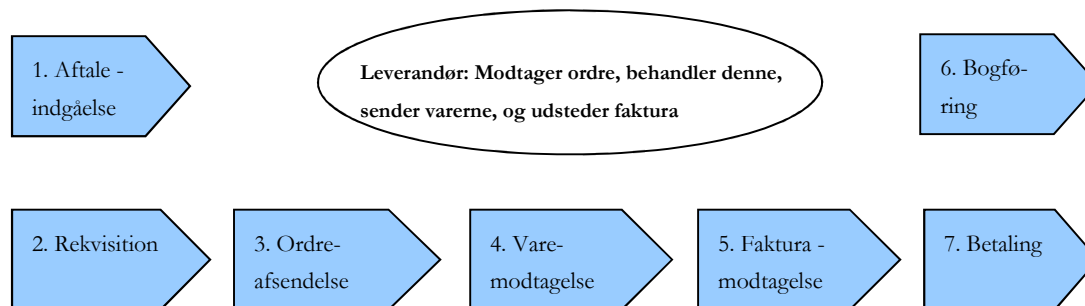 1. Aftale -
indgåelse
Leverandør: Modtager ordre, behandler denne,
sender varerne, og udsteder faktura
6. Bogfø-
ring
2. Rekvisition
3. Ordre-
afsendelse
4. Vare-
modtagelse
5. Faktura -
modtagelse
7. Betaling